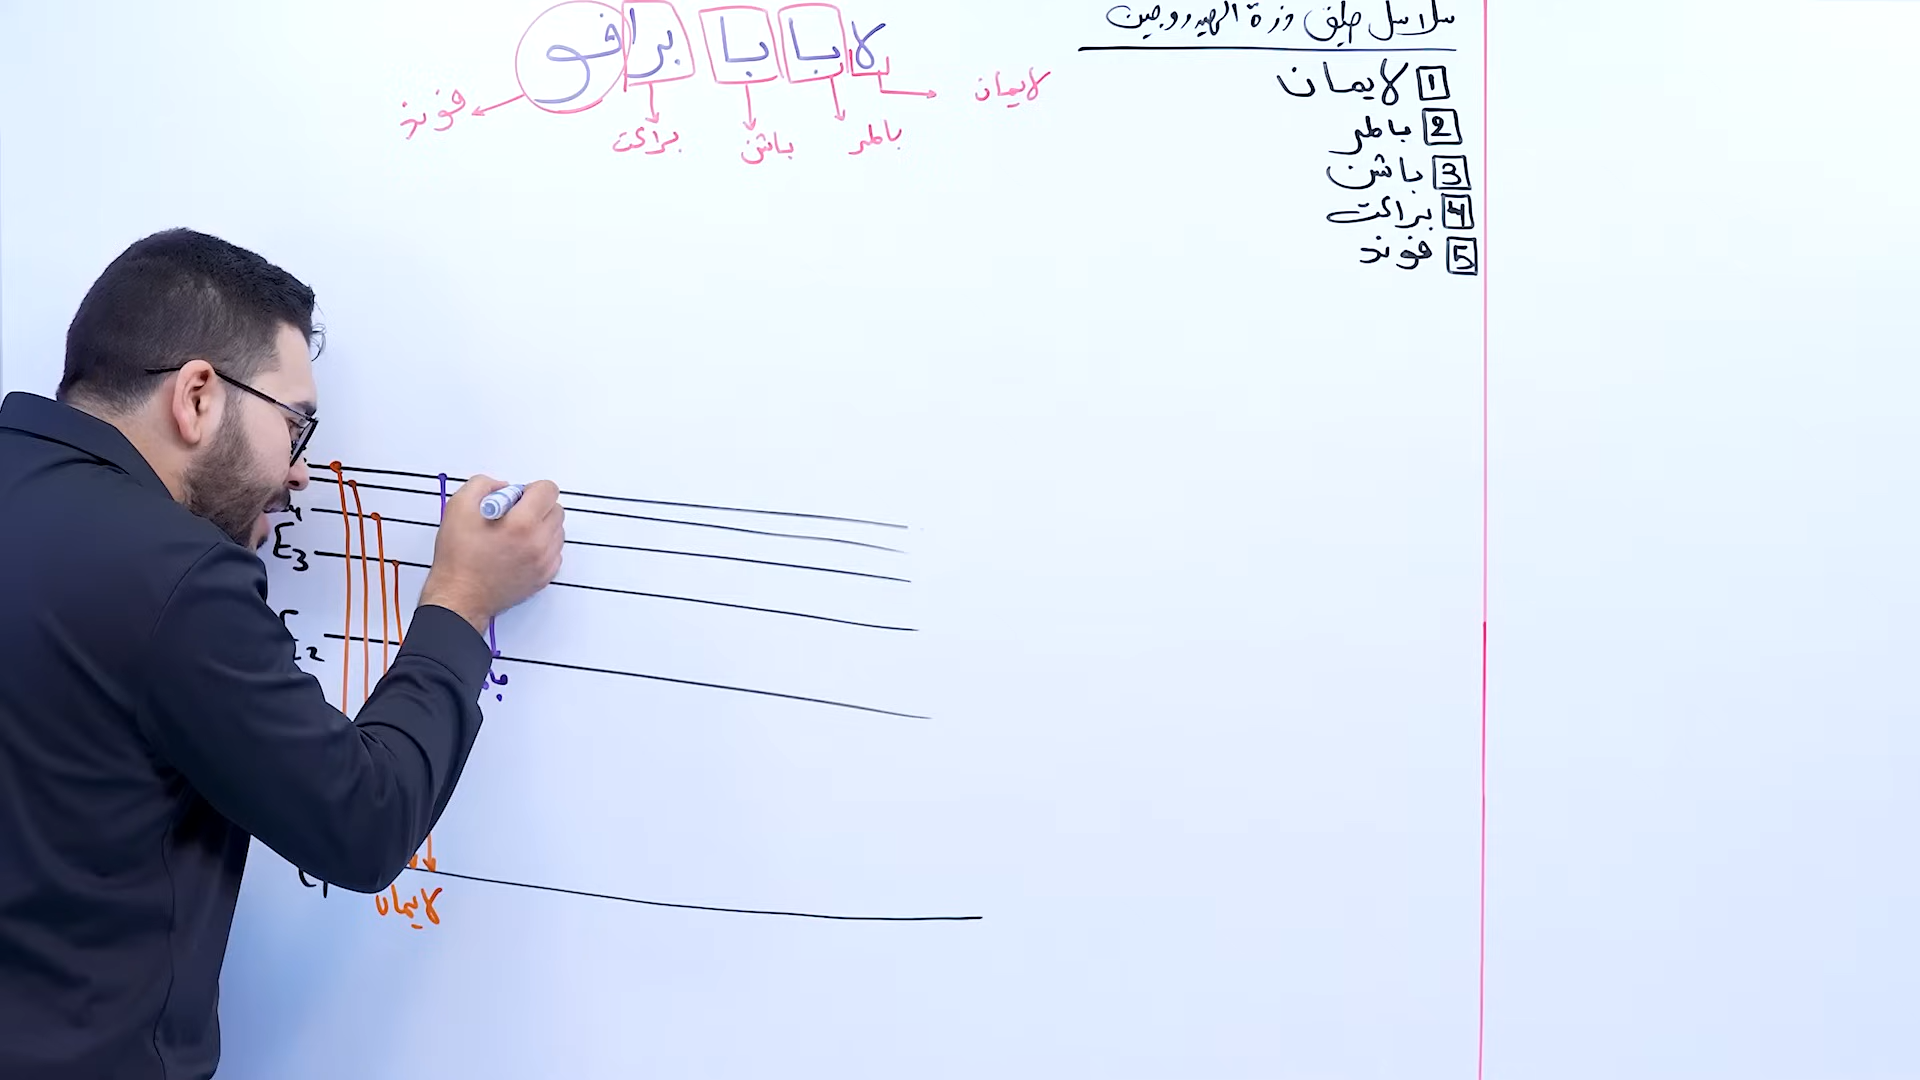 سلاسل طيف ذرة الهيدروجين
1 لايمان
2 بالمر
3 باشن
4 براكت
5 فوند
لا با با برا فو
لايمان
بالمر
باشن
براكت
فوند
E3
E2
لايمان